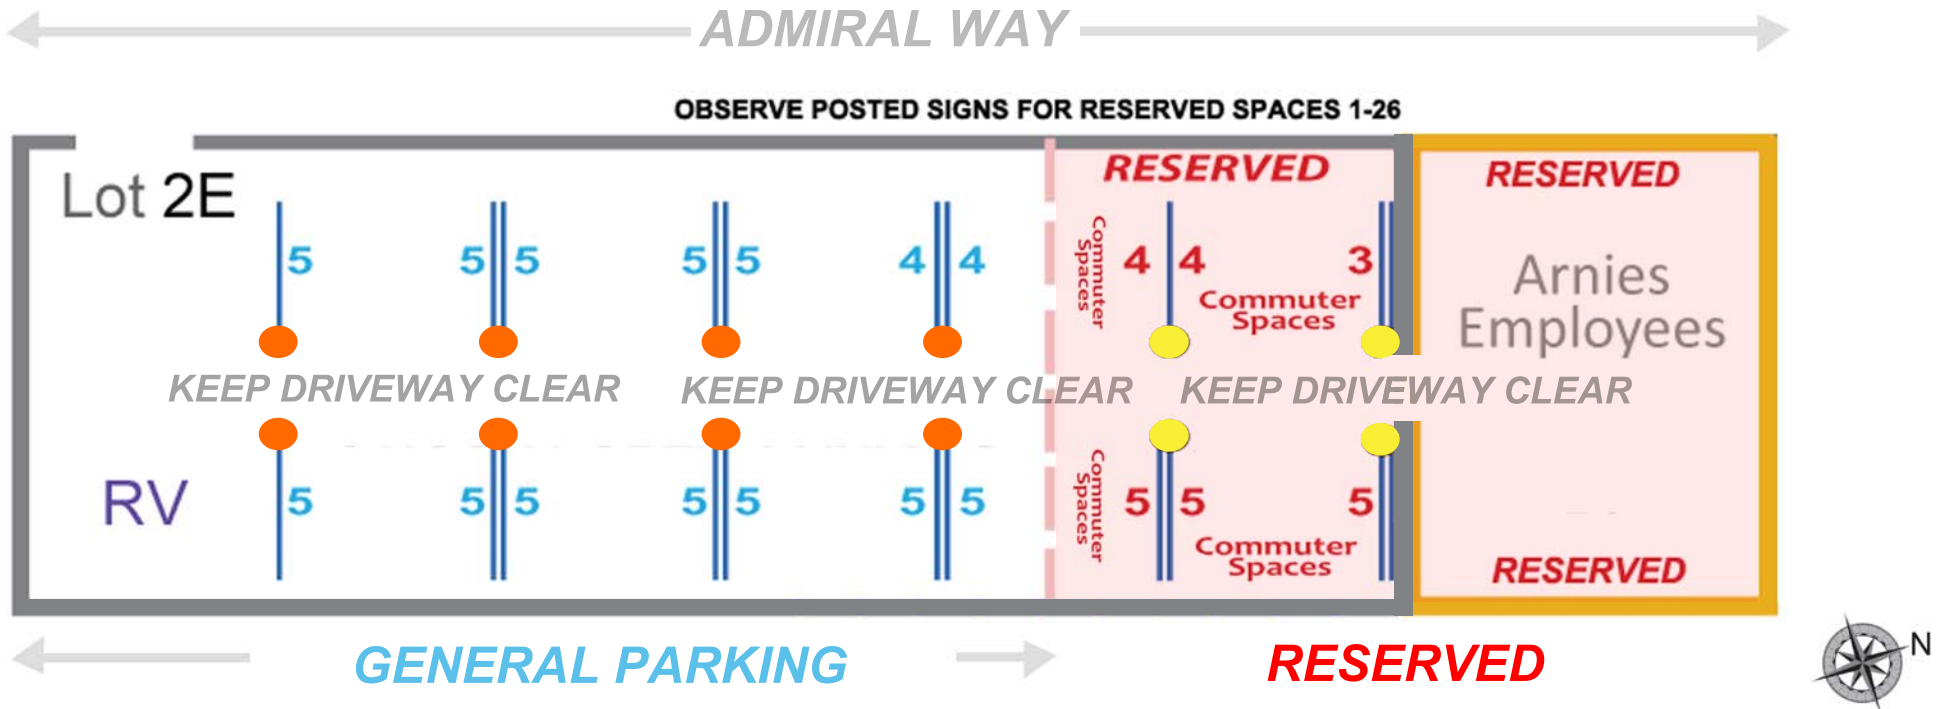 ADMIRAL WAY
OBSERVE POSTED SIGNS FOR RESERVED SPACES 1-26
Lot 2E
RESERVED
RESERVED
5
5 5
5 5
4 4
Commuter
Spaces
4 4
3
Commuter
Spaces
Arnies
Employees
KEEP DRIVEWAY CLEAR
KEEP DRIVEWAY CLEAR
KEEP DRIVEWAY CLEAR
RV
5
5 5
5 5
5 5
Commuter
Spaces
5 5
5
Commuter
Spaces
RESERVED
GENERAL PARKING
RESERVED
N